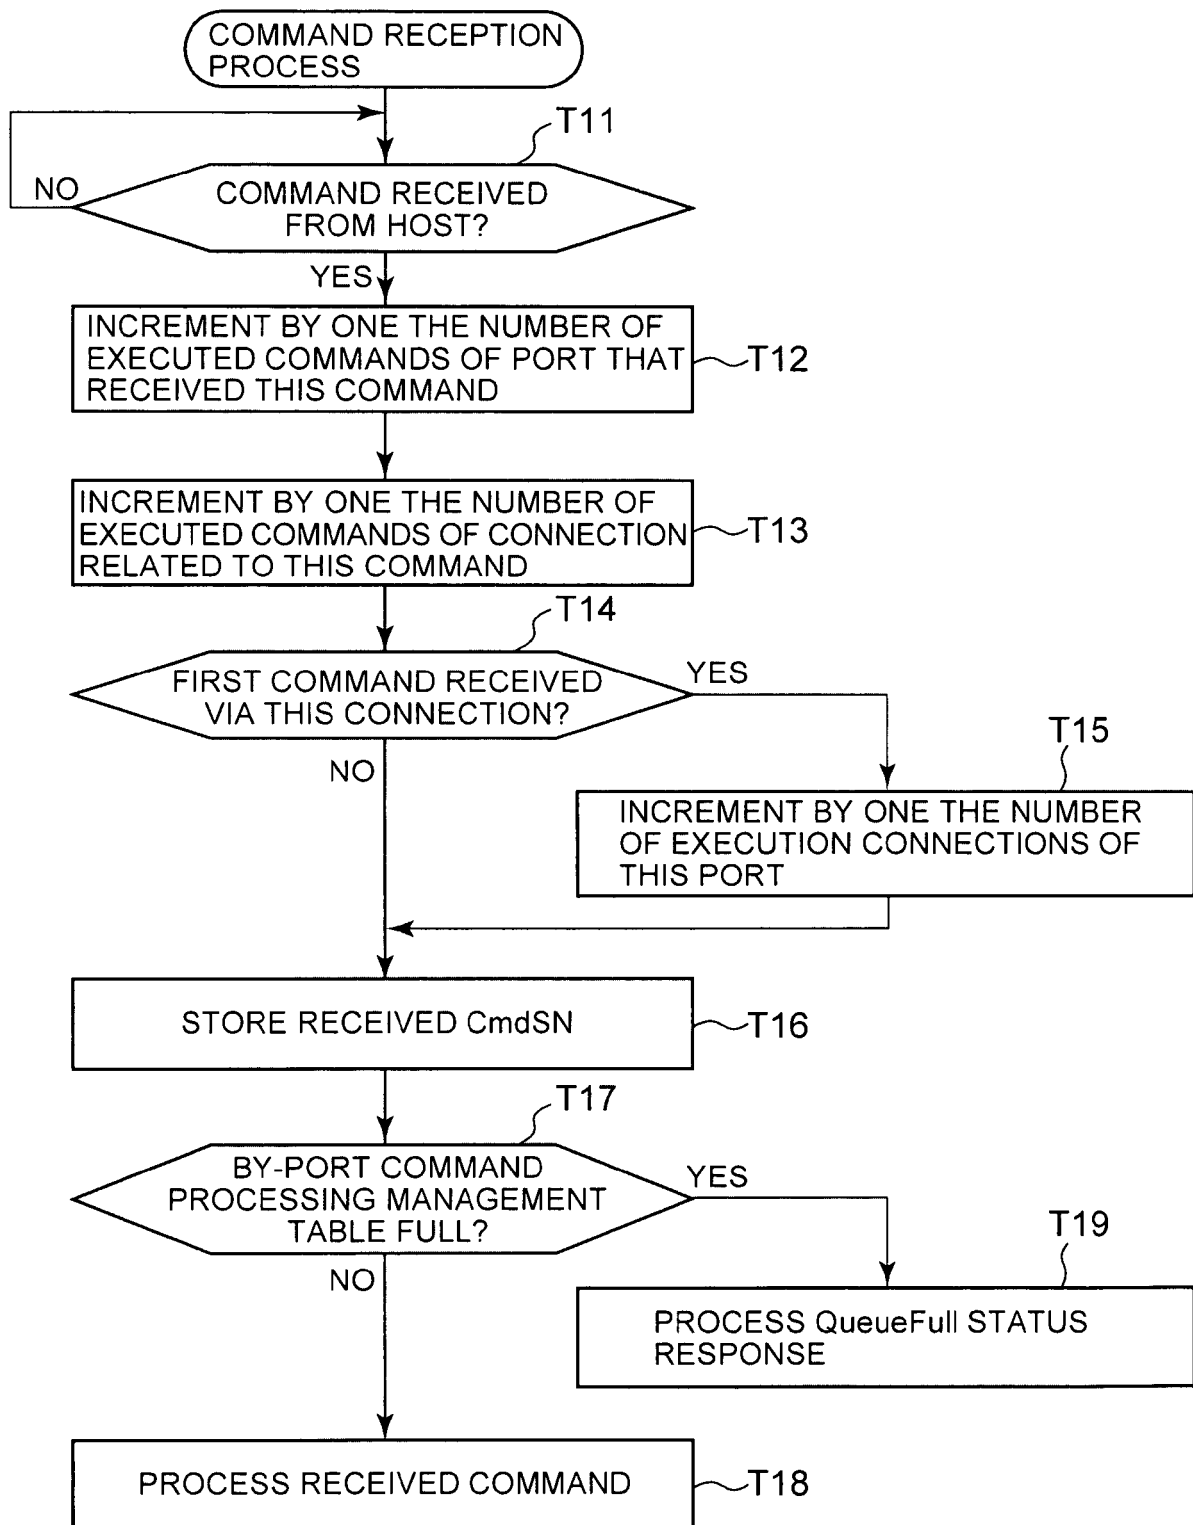 COMMAND RECEPTION
PROCESS
T11
NO
COMMAND RECEIVED
FROM HOST?
YES
INCREMENT BY ONE THE NUMBER OF
EXECUTED COMMANDS OF PORT THAT
RECEIVED THIS COMMAND
T12
INCREMENT BY ONE THE NUMBER OF
EXECUTED COMMANDS OF CONNECTION
RELATED TO THIS COMMAND
T13
T14
FIRST COMMAND RECEIVED
VIA THIS CONNECTION?
YES
NO
T15
INCREMENT BY ONE THE NUMBER
OF EXECUTION CONNECTIONS OF
THIS PORT
STORE RECEIVED CmdSN
T16
T17
BY-PORT COMMAND
PROCESSING MANAGEMENT
TABLE FULL?
YES
NO
T19
PROCESS QueueFull STATUS
RESPONSE
PROCESS RECEIVED COMMAND
T18